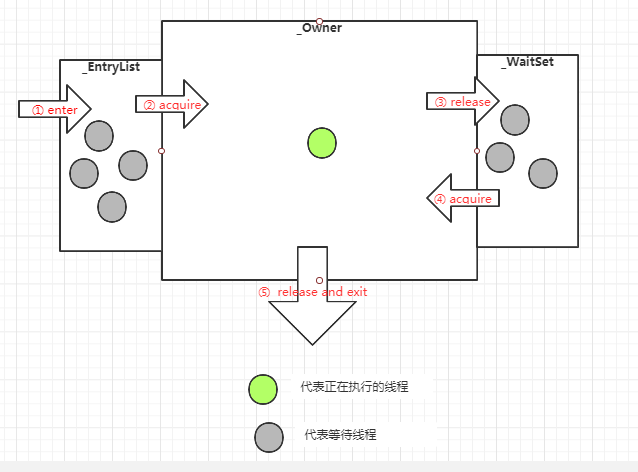 _Owner
_EntryList
_WaitSet
① enter
② acquire
③ release
④ acquire
⑤ release and exit
代表正在执行的线程
代表等待线程